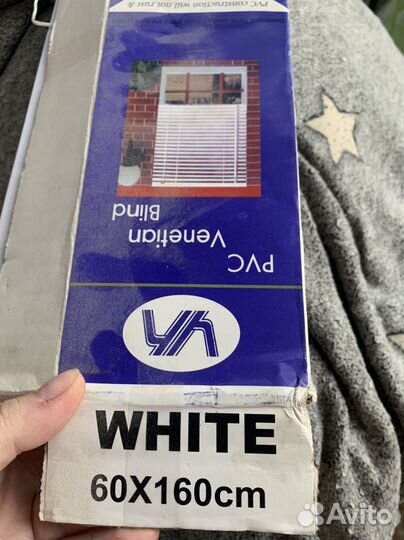 PVC construction will not rust &
PVC
Venetian
Blind
WHITE
60X160cm
Avito